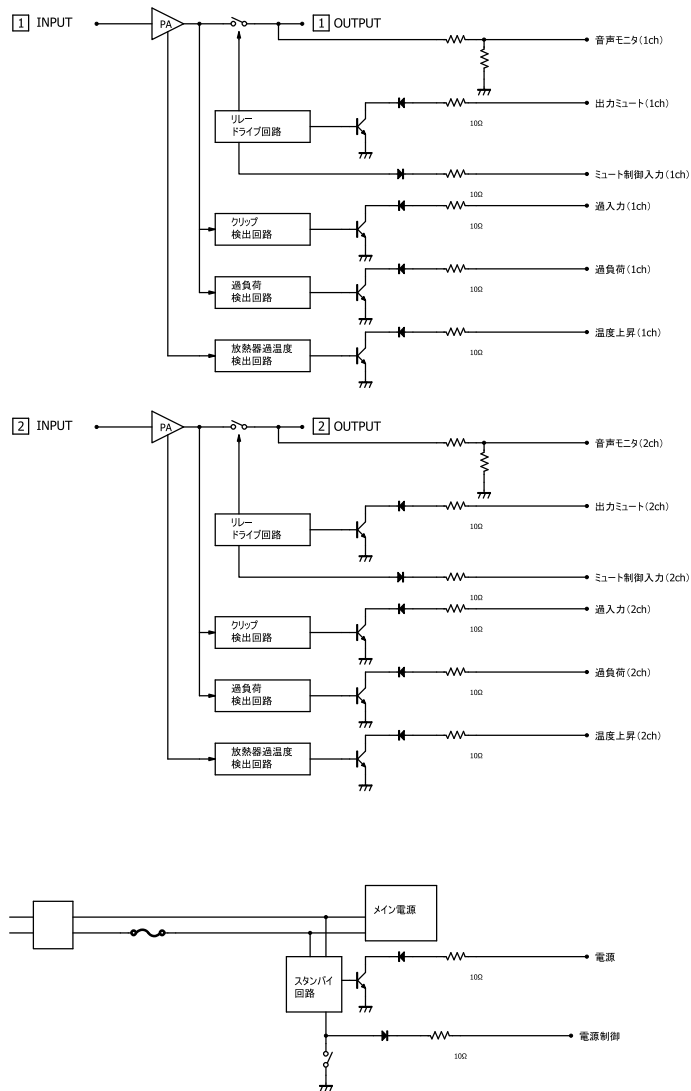 1 INPUT
PA
1 OUTPUT
音声モニタ(1ch)
リレー
ドライブ回路
10Ω
出力ミュート(1ch)
10Ω
ミュート制御入力(1ch)
クリップ
検出回路
10Ω
過入力(1ch)
過負荷
検出回路
10Ω
過負荷(1ch)
放熱器過温度
検出回路
10Ω
温度上昇(1ch)
2 INPUT
PA
2 OUTPUT
音声モニタ(2ch)
リレー
ドライブ回路
10Ω
出力ミュート(2ch)
10Ω
ミュート制御入力(2ch)
クリップ
検出回路
10Ω
過入力(2ch)
過負荷
検出回路
10Ω
過負荷(2ch)
放熱器過温度
検出回路
10Ω
温度上昇(2ch)
メイン電源
スタンバイ
回路
10Ω
電源
10Ω
電源制御